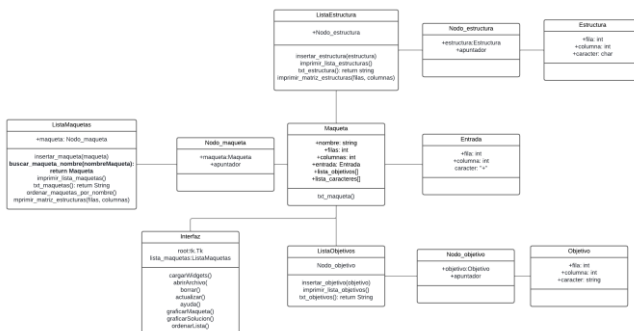 ListaEstructura
+Nodo_estructura
insertar_estructura(estructura)
imprimir_lista_estructuras()
txt_estructura(): return string
imprimir_matriz_estructuras(filas, columnas)
Nodo_estructura
+estructura:Estructura
+apuntador
Estructura
+fila: int
+columna: int
caracter: char
ListaMaquetas
+maqueta: Nodo_maqueta
insertar_maqueta(maqueta)
buscar_maqueta_nombre(nombreMaqueta):
return Maqueta
imprimir_lista_maquetas()
txt_maquetas(): return String
ordenar_maquetas_por_nombre()
mprimir_matriz_estructuras(filas, columnas)
Nodo_maqueta
+maqueta:Maqueta
+apuntador
Maqueta
+nombre: string
+filas: int
+columnas: int
+entrada: Entrada
+lista_objetivos[]
+lista_caracteres[]
txt_maqueta()
Entrada
+fila: int
+columna: int
caracter: "+"
Interfaz
root:tk.Tk
lista_maquetas:ListaMaquetas
cargarWidgets()
abrirArchivo()
borrar()
actualizar()
ayuda()
graficarMaqueta()
graficarSolucion()
ordenarLista()
ListaObjetivos
Nodo_objetivo
insertar_objetivo(objetivo)
imprimir_lista_objetivos()
txt_objetivos(): return String
Nodo_objetivo
+objetivo:Objetivo
+apuntador
Objetivo
+fila: int
+columna: int
+caracter: string